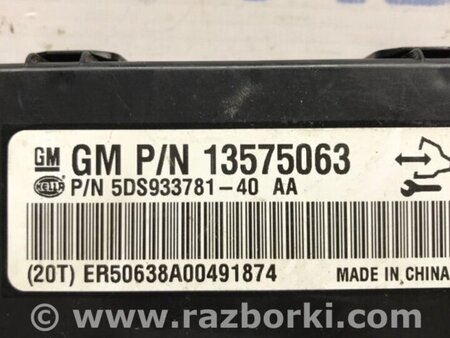 GM GM P/N 13575063
HELLA P/N 5DS933781-40 AA
(20T) ER50638A00491874 MADE IN CHINA
© www.razborki.com